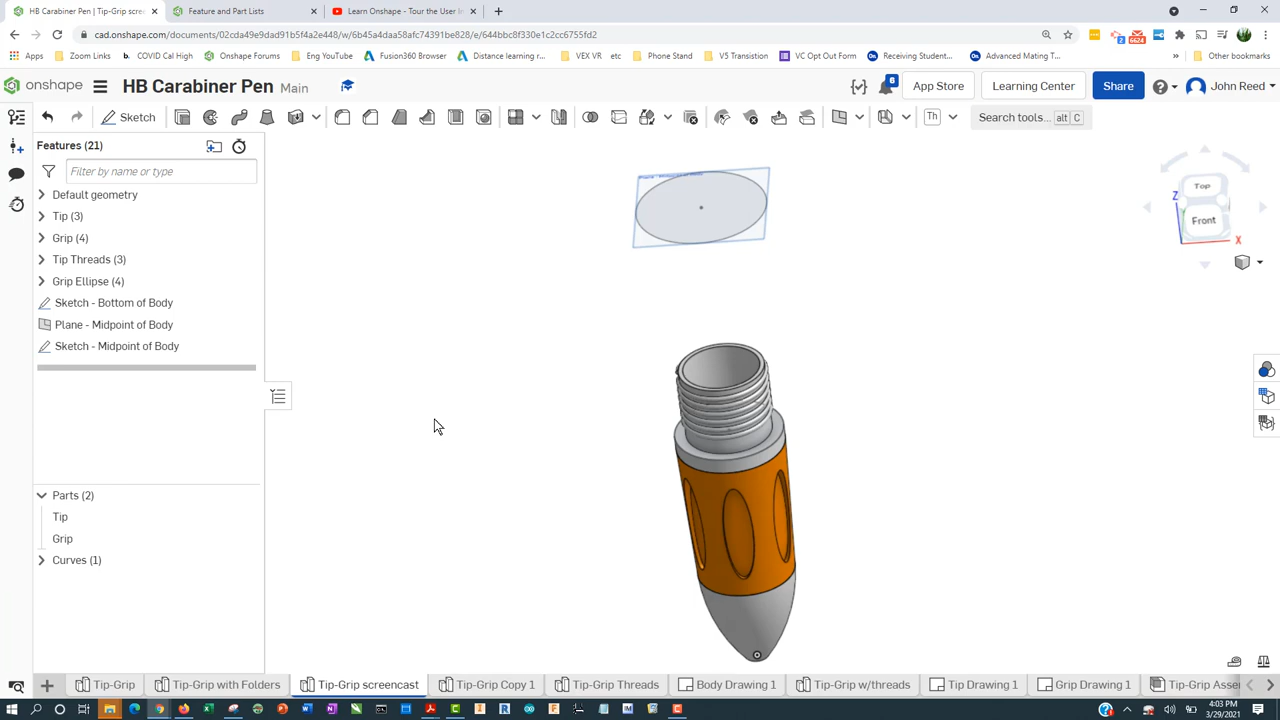 HB Carabiner Pen | Tip-Grip scree
Feature and Part Lists
Learn Onshape - Tour the User In
cad.onshape.com/documents/02cda49e9dad91b5f4a2e448/w/6b45a4daa58afc74391be628/e/644bbc8f330e1c2cc6755fd2
Apps
Zoom Links
COVID Cal High
Onshape Forums
Eng YouTube
Fusion360 Browser
Distance learning r...
VEX VR etc
Phone Stand
V5 Transition
VC Opt Out Form
Receiving Student...
Advanced Mating T...
Other bookmarks
onshape
HB Carabiner Pen Main
6
App Store
Learning Center
Share
John Reed
Sketch
Th
Search tools... alt C
Features (21)
Filter by name or type
Default geometry
Tip (3)
Grip (4)
Tip Threads (3)
Grip Ellipse (4)
Sketch - Bottom of Body
Plane - Midpoint of Body
Sketch - Midpoint of Body
Parts (2)
Tip
Grip
Curves (1)
Top
Front
Z
X
Tip-Grip
Tip-Grip with Folders
Tip-Grip screencast
Tip-Grip Copy 1
Tip-Grip Threads
Body Drawing 1
Tip-Grip w/threads
Tip Drawing 1
Grip Drawing 1
Tip-Grip Asse
4:03 PM
3/29/2021